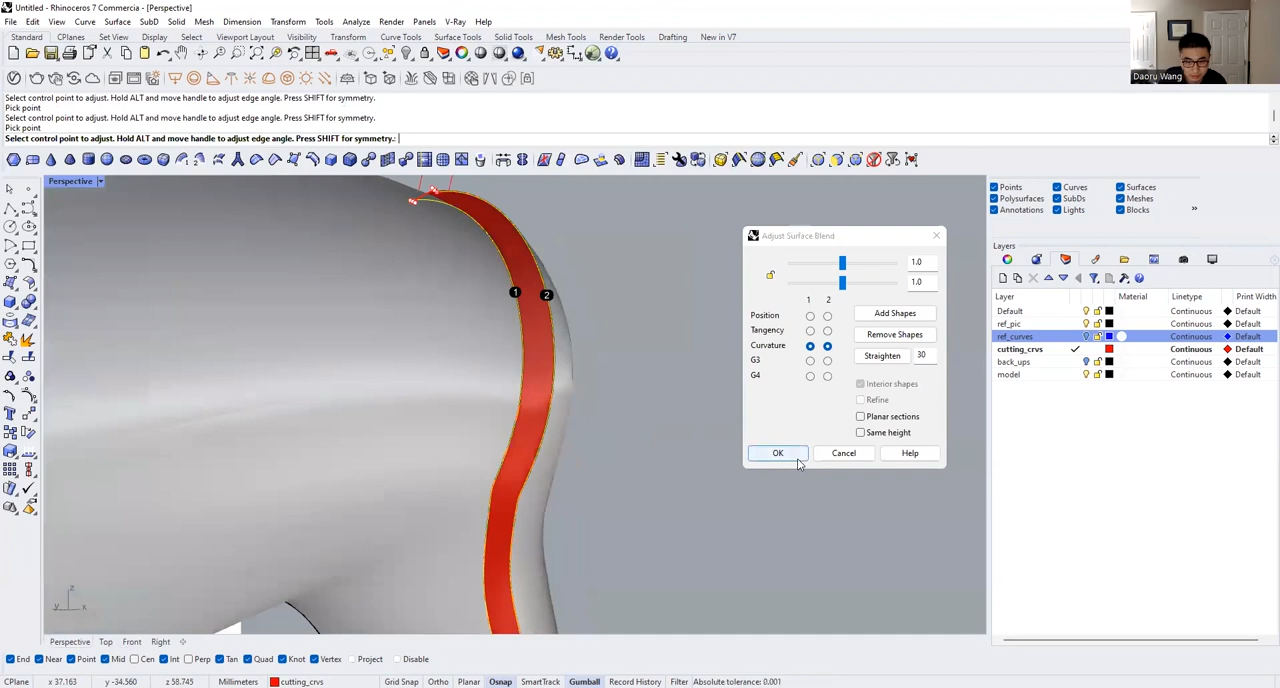 Untitled - Rhinoceros 7 Commercia - [Perspective]
File Edit View Curve Surface SubD Solid Mesh Dimension Transform Tools Analyze Render Panels V-Ray Help
Standard CPlanes Set View Display Select Viewport Layout Visibility Transform Curve Tools Surface Tools Solid Tools Mesh Tools Render Tools Drafting New in V7
Daoru Wang
Select control point to adjust. Hold ALT and move handle to adjust edge angle. Press SHIFT for symmetry.
Pick point
Select control point to adjust. Hold ALT and move handle to adjust edge angle. Press SHIFT for symmetry.
Pick point
Select control point to adjust. Hold ALT and move handle to adjust edge angle. Press SHIFT for symmetry.:
Perspective
Points Curves Surfaces
Polysurfaces SubDs Meshes
Annotations Lights Blocks
»
Layers
Layer Material Linetype Print Width
Default Continuous Default
ref_pic Continuous Default
ref_curves Continuous Default
cutting_crvs Continuous Default
back_ups Continuous Default
model Continuous Default
Adjust Surface Blend
1.0
1.0
1 2
Position Add Shapes
Tangency Remove Shapes
Curvature Straighten 30
G3
G4
Interior shapes
Refine
Planar sections
Same height
OK Cancel Help
1 2
z
y x
Perspective Top Front Right
End Near Point Mid Cen Int Perp Tan Quad Knot Vertex Project Disable
CPlane x 37.163 y -34.560 z 58.745 Millimeters cutting_crvs Grid Snap Ortho Planar Osnap SmartTrack Gumball Record History Filter Absolute tolerance: 0.001